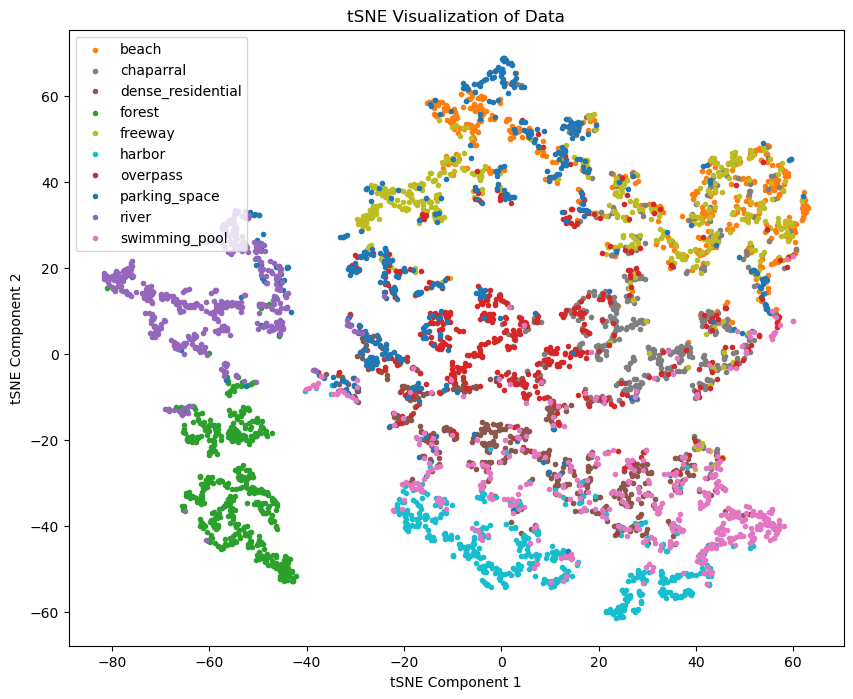 tSNE Visualization of Data
beach
chaparral
dense_residential
forest
freeway
harbor
overpass
parking_space
river
swimming_pool
60
40
20
0
−20
−40
−60
tSNE Component 2
−80
−60
−40
−20
0
20
40
60
tSNE Component 1